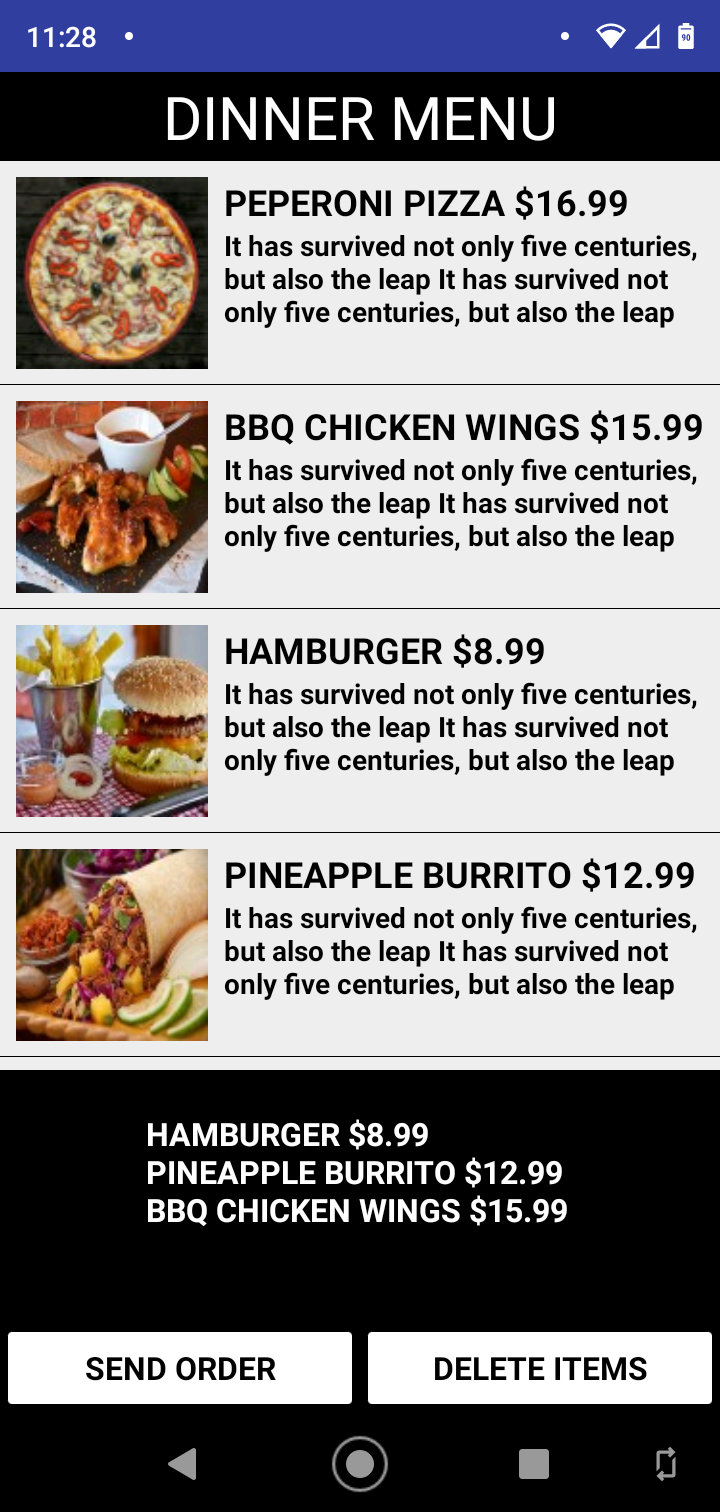 11:28
90
DINNER MENU
PEPERONI PIZZA $16.99
It has survived not only five centuries,
but also the leap It has survived not
only five centuries, but also the leap
BBQ CHICKEN WINGS $15.99
It has survived not only five centuries,
but also the leap It has survived not
only five centuries, but also the leap
HAMBURGER $8.99
It has survived not only five centuries,
but also the leap It has survived not
only five centuries, but also the leap
PINEAPPLE BURRITO $12.99
It has survived not only five centuries,
but also the leap It has survived not
only five centuries, but also the leap
HAMBURGER $8.99
PINEAPPLE BURRITO $12.99
BBQ CHICKEN WINGS $15.99
SEND ORDER
DELETE ITEMS